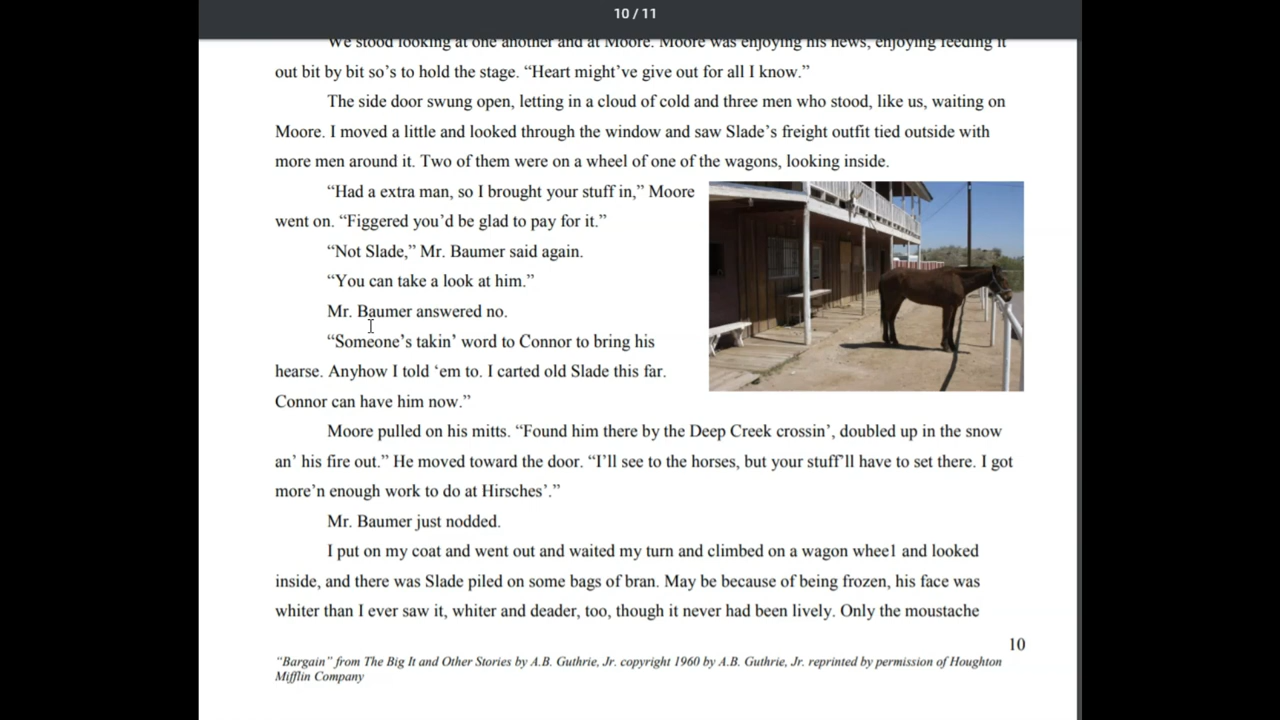 10 / 11
We stood looking at one another and at Moore. Moore was enjoying his news, enjoying feeding it
out bit by bit so’s to hold the stage. “Heart might’ve give out for all I know.”
The side door swung open, letting in a cloud of cold and three men who stood, like us, waiting on
Moore. I moved a little and looked through the window and saw Slade’s freight outfit tied outside with
more men around it. Two of them were on a wheel of one of the wagons, looking inside.
“Had a extra man, so I brought your stuff in,” Moore
went on. “Figgered you’d be glad to pay for it.”
“Not Slade,” Mr. Baumer said again.
“You can take a look at him.”
Mr. Baumer answered no.
“Someone’s takin’ word to Connor to bring his
hearse. Anyhow I told ‘em to. I carted old Slade this far.
Connor can have him now.”
Moore pulled on his mitts. “Found him there by the Deep Creek crossin’, doubled up in the snow
an’ his fire out.” He moved toward the door. “I’ll see to the horses, but your stuff’ll have to set there. I got
more’n enough work to do at Hirsches’.”
Mr. Baumer just nodded.
I put on my coat and went out and waited my turn and climbed on a wagon wheel and looked
inside, and there was Slade piled on some bags of bran. May be because of being frozen, his face was
whiter than I ever saw it, whiter and deader, too, though it never had been lively. Only the moustache
10
“Bargain” from The Big It and Other Stories by A.B. Guthrie, Jr. copyright 1960 by A.B. Guthrie, Jr. reprinted by permission of Houghton
Mifflin Company